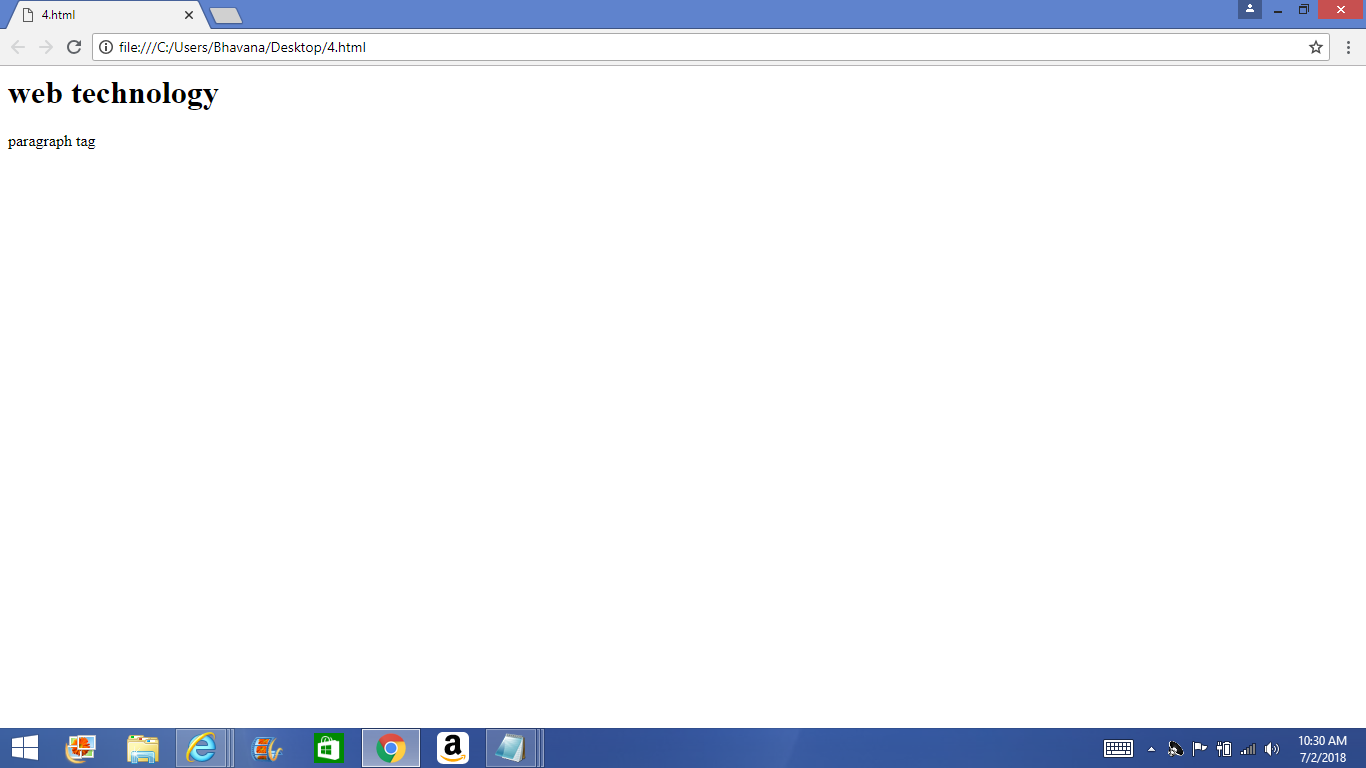 4.html
file:///C:/Users/Bhavana/Desktop/4.html
web technology
paragraph tag
10:30 AM
7/2/2018